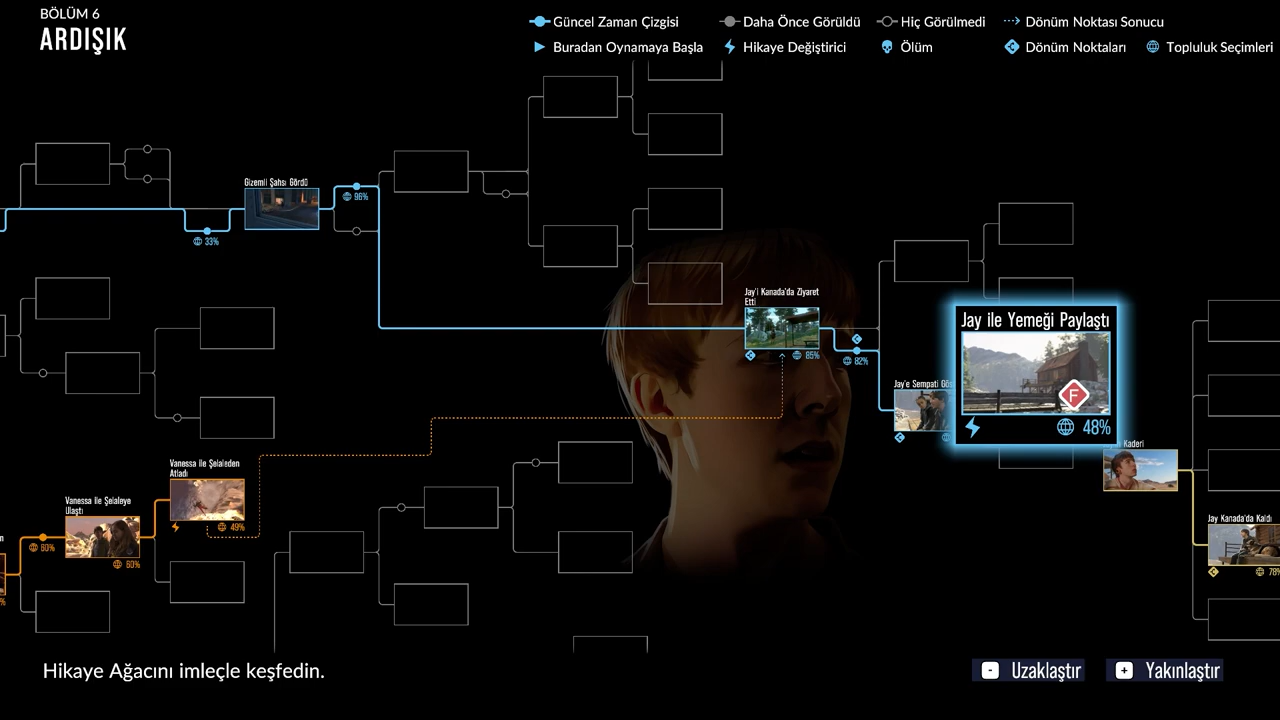 BÖLÜM 6
ARDIŞIK
Güncel Zaman Çizgisi
Daha Önce Görüldü
Hiç Görülmedi
Dönüm Noktası Sonucu
Buradan Oynamaya Başla
Hikaye Değiştirici
Ölüm
Dönüm Noktaları
Topluluk Seçimleri
Gizemli Şahsı Gördü
96%
33%
Jay'i Kanada'da Ziyaret
Etti
85%
82%
Jay ile Yemeği Paylaştı
F
48%
Jay'e Sempati
Kaderi
Vanessa ile Şelaleden
Atladı
49%
Vanessa ile Şelaleye
Ulaştı
60%
60%
Jay Kanada'da Kaldı
78%
Hikaye Ağacını imleçle keşfedin.
- Uzaklaştır
+ Yakınlaştır